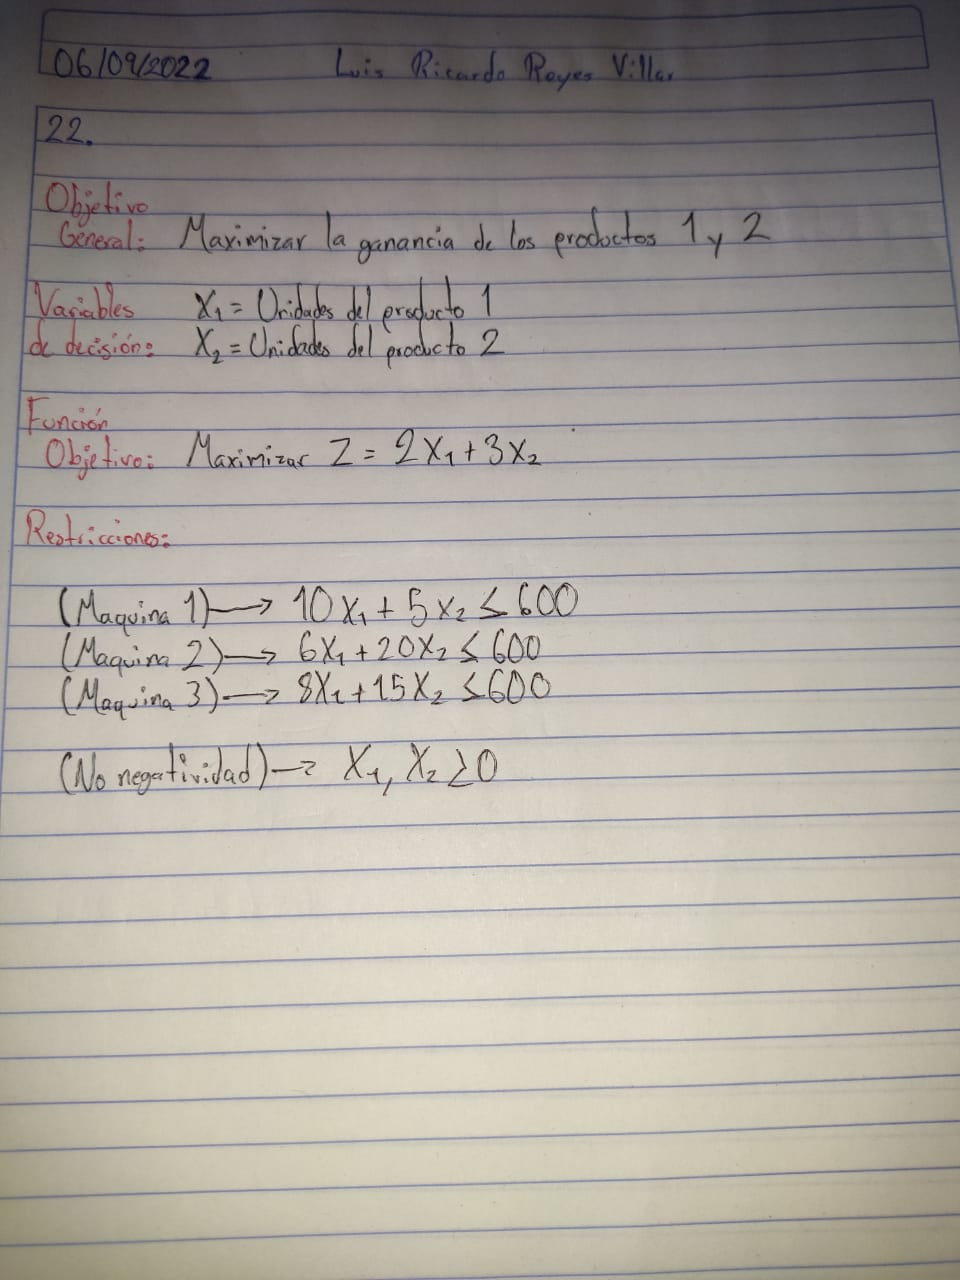 06/09/2022 Luis Ricardo Reyes Villar
22.
Objetivo
General: Maximizar la ganancia de los productos 1 y 2
Variables X₁ = Unidades del producto 1
de decisión: X₂ = Unidades del producto 2
Función
Objetivo: Maximizar Z = 2X₁ + 3X₂
Restricciones:
(Maquina 1) → 10X₁ + 5X₂ ≤ 600
(Maquina 2) → 6X₁ + 20X₂ ≤ 600
(Maquina 3) → 8X₁ + 15X₂ ≤ 600
(No negatividad) → X₁, X₂ ≥ 0